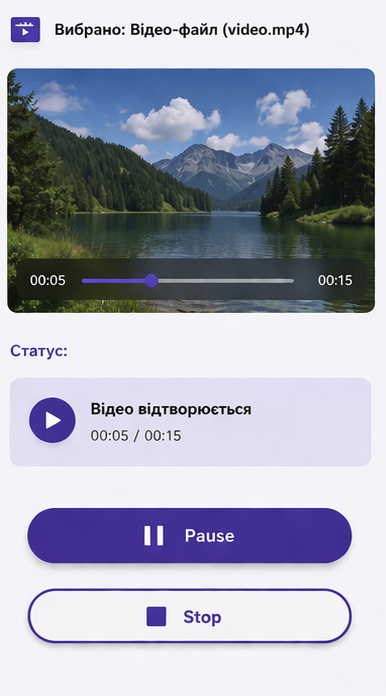 Вибрано: Відео-файл (video.mp4)
00:05 00:15
Статус:
Відео відтворюється
00:05 / 00:15
Pause
Stop